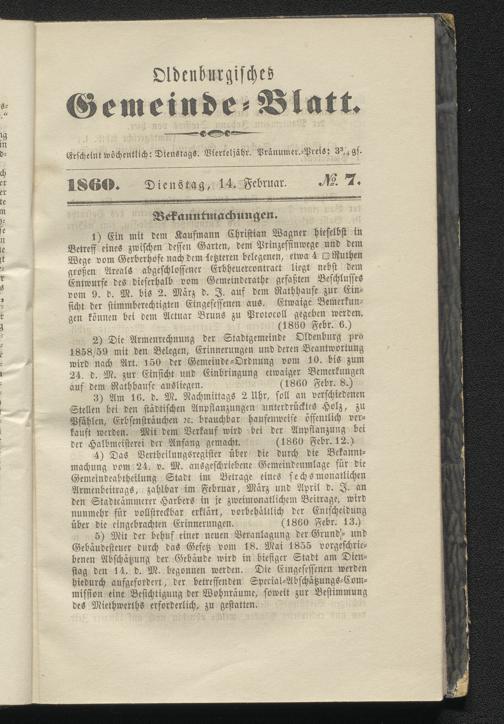 Oldenburgisches
Gemeinde-Blatt.
Erscheint wöchentlich: Dienstags. Vierteljähr. Pränumer.-Preis: 3¾ gs.
1860. Dienstag, 14. Februar. № 7.
Bekanntmachungen.
1) Ein mit dem Kaufmann Christian Wagner hieselbst in
Betreff eines zwischen dessen Garten, dem Prinzessinwege und dem
Wege vom Gerberhofe nach dem letzteren belegenen, etwa 4 □Ruthen
großen Areals abgeschlossener Erbheuercontract liegt nebst dem
Entwurfe des dieserhalb vom Gemeinderathe gefaßten Beschlusses
vom 9. d. M. bis 2. März d. J. auf dem Rathhause zur Ein-
sicht der stimmberechtigten Eingesessenen aus. Etwaige Bemerkun-
gen können bei dem Actuar Bruns zu Protocoll gegeben werden.
(1860 Febr. 6.)
2) Die Armenrechnung der Stadtgemeinde Oldenburg pro
1858/59 mit den Belegen, Erinnerungen und deren Beantwortung
wird nach Art. 150 der Gemeinde-Ordnung vom 10. bis zum
24. d. M. zur Einsicht und Einbringung etwaiger Bemerkungen
auf dem Rathhause ausliegen. (1860 Febr. 8.)
3) Am 16. d. M. Nachmittags 2 Uhr, soll an verschiedenen
Stellen bei den städtischen Anpflanzungen unterdrücktes Holz, zu
Pfählen, Erbsensträuchen ꝛc. brauchbar haufenweise öffentlich ver-
kauft werden. Mit dem Verkauf wird bei der Anpflanzung bei
der Halbmeisterei der Anfang gemacht. (1860 Febr. 12.)
4) Das Vertheilungsregister über die durch die Bekannt-
machung vom 24. v. M. ausgeschriebene Gemeindeumlage für die
Gemeindeabtheilung Stadt im Betrage eines sechsmonatlichen
Armenbeitrags, zahlbar im Februar, März und April d. J. an
den Stadtcämmerer Harbers in je zweimonatlichem Beitrage, wird
nunmehr für vollstreckbar erklärt, vorbehältlich der Entscheidung
über die eingebrachten Erinnerungen. (1860 Febr. 13.)
5) Mit der behuf einer neuen Veranlagung der Grund- und
Gebäudesteuer durch das Gesetz vom 18. Mai 1855 vorgeschrie-
benen Abschätzung der Gebäude wird in hiesiger Stadt am Diens-
tag den 14. d. M. begonnen werden. Die Eingesessenen werden
hiedurch aufgefordert, der betreffenden Special-Abschätzungs-Com-
mission eine Besichtigung der Wohnräume, soweit zur Bestimmung
des Miethwerths erforderlich, zu gestatten.